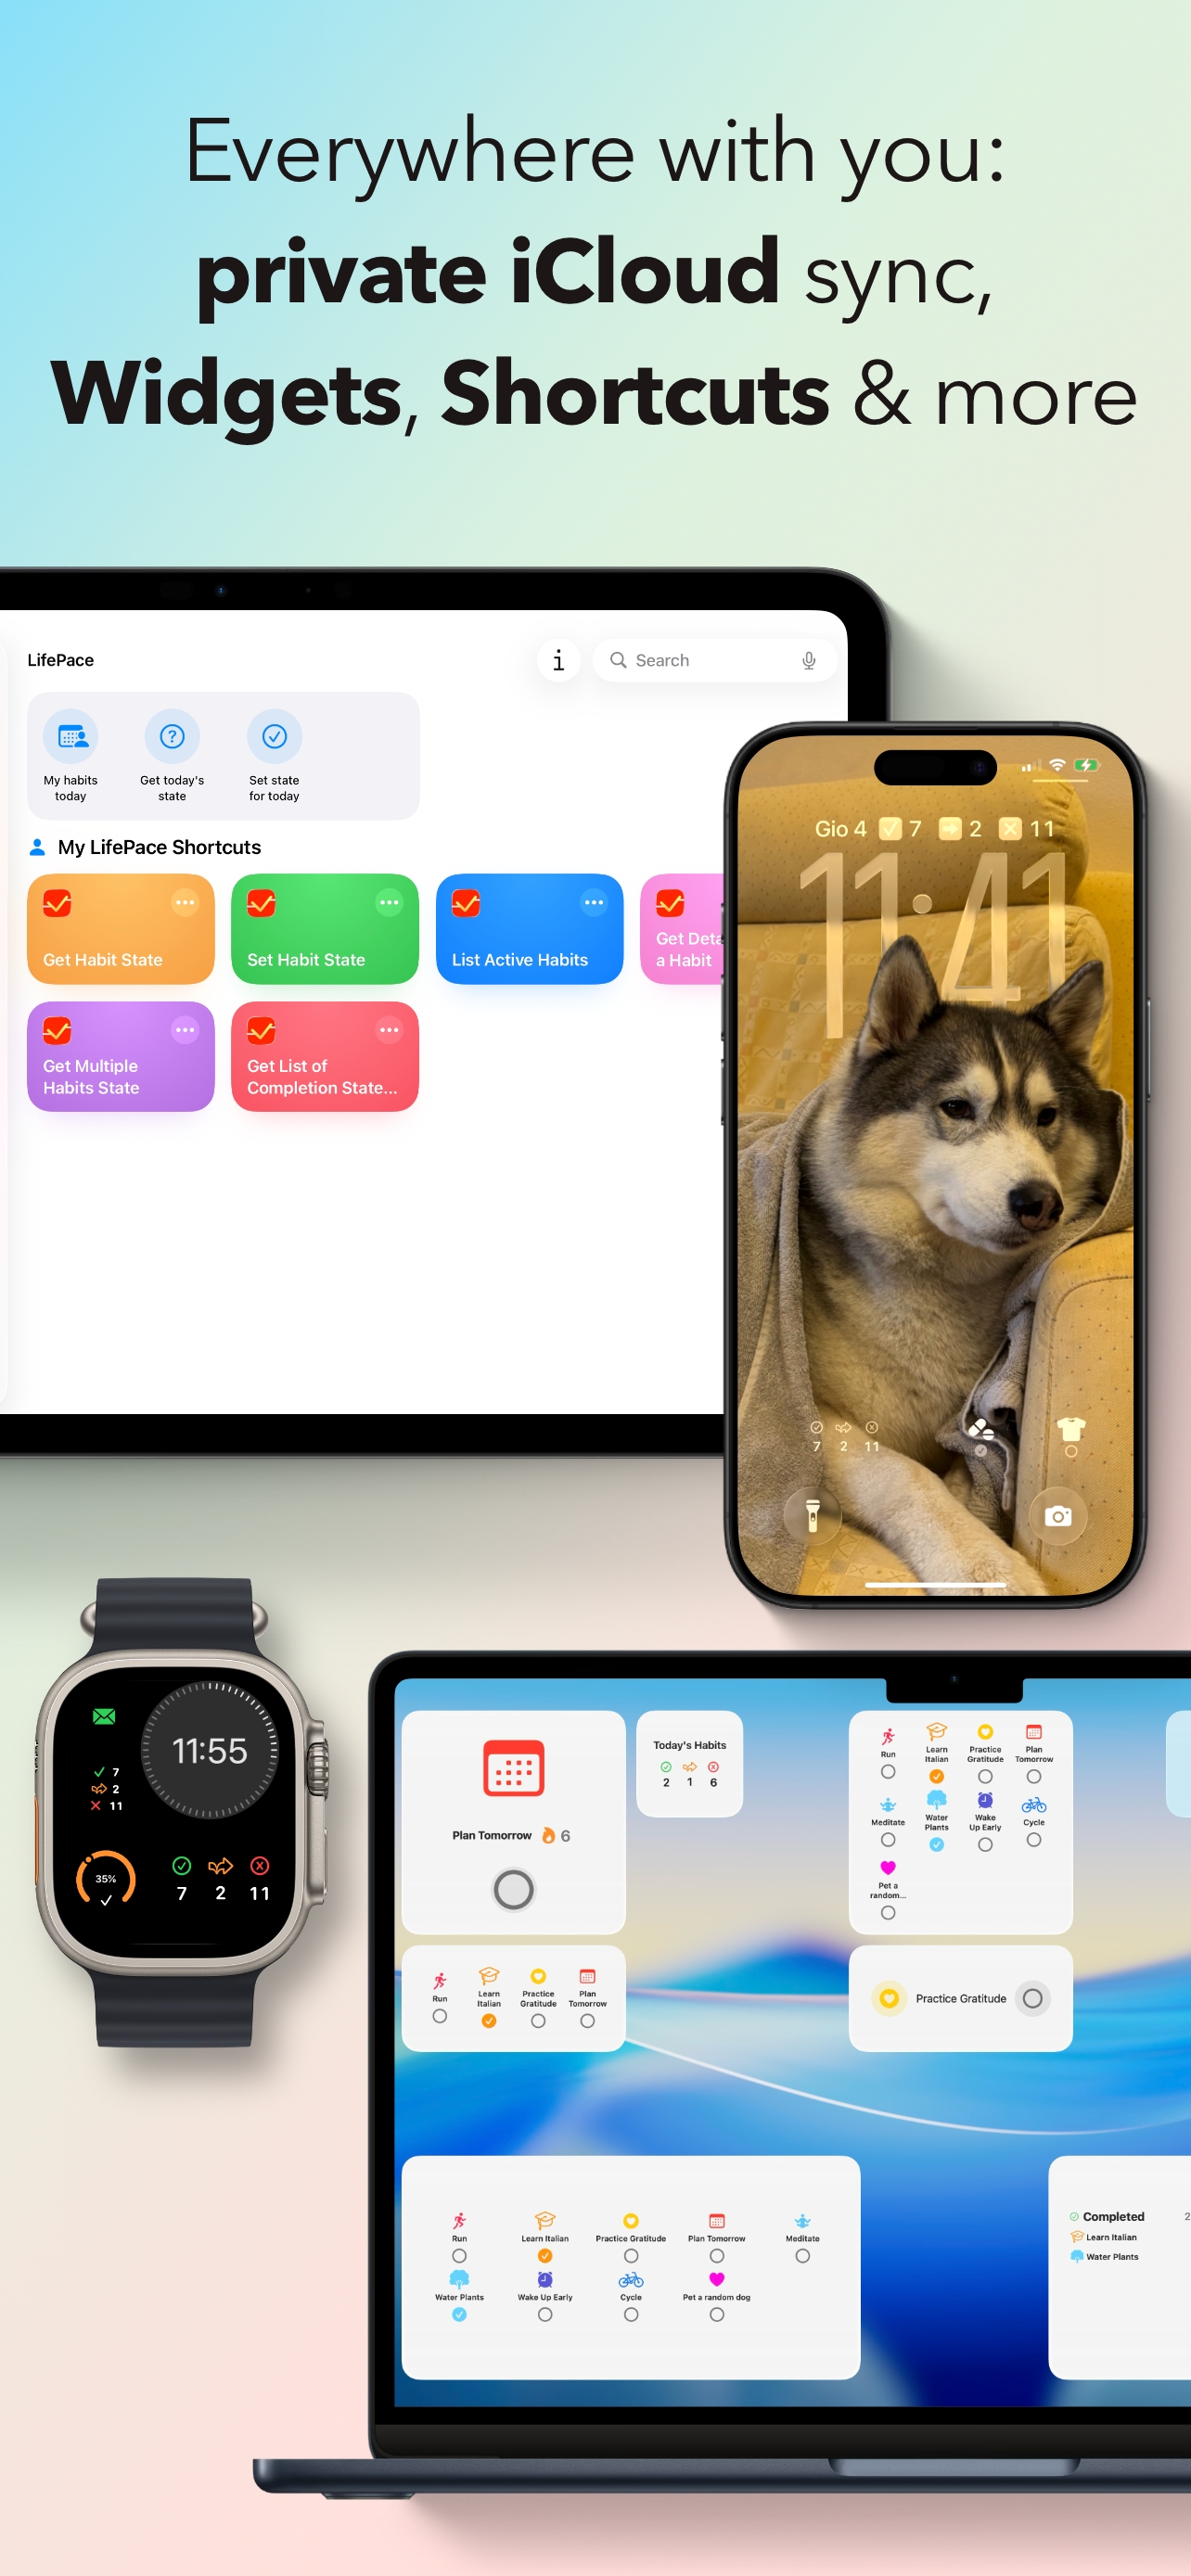 Everywhere with you:
private iCloud sync,
Widgets, Shortcuts & more
LifePace
Search
My habits
today
Get today's
state
Set state
for today
My LifePace Shortcuts
Get Habit State
Set Habit State
List Active Habits
Get Deta
a Habit
Get Multiple
Habits State
Get List of
Completion State...
Gio 4 7 2 11
11:41
7 2 11
11:55
7
2
11
35%
7 2 11
Plan Tomorrow 6
Today's Habits
2 1 6
Run
Learn
Italian
Practice
Gratitude
Plan
Tomorrow
Meditate
Water
Plants
Wake
Up Early
Cycle
Pet a
random...
Run
Learn
Italian
Practice
Gratitude
Plan
Tomorrow
Practice Gratitude
Run Learn Italian Practice Gratitude Plan Tomorrow Meditate
Water Plants Wake Up Early Cycle Pet a random dog
Completed 2
Learn Italian
Water Plants